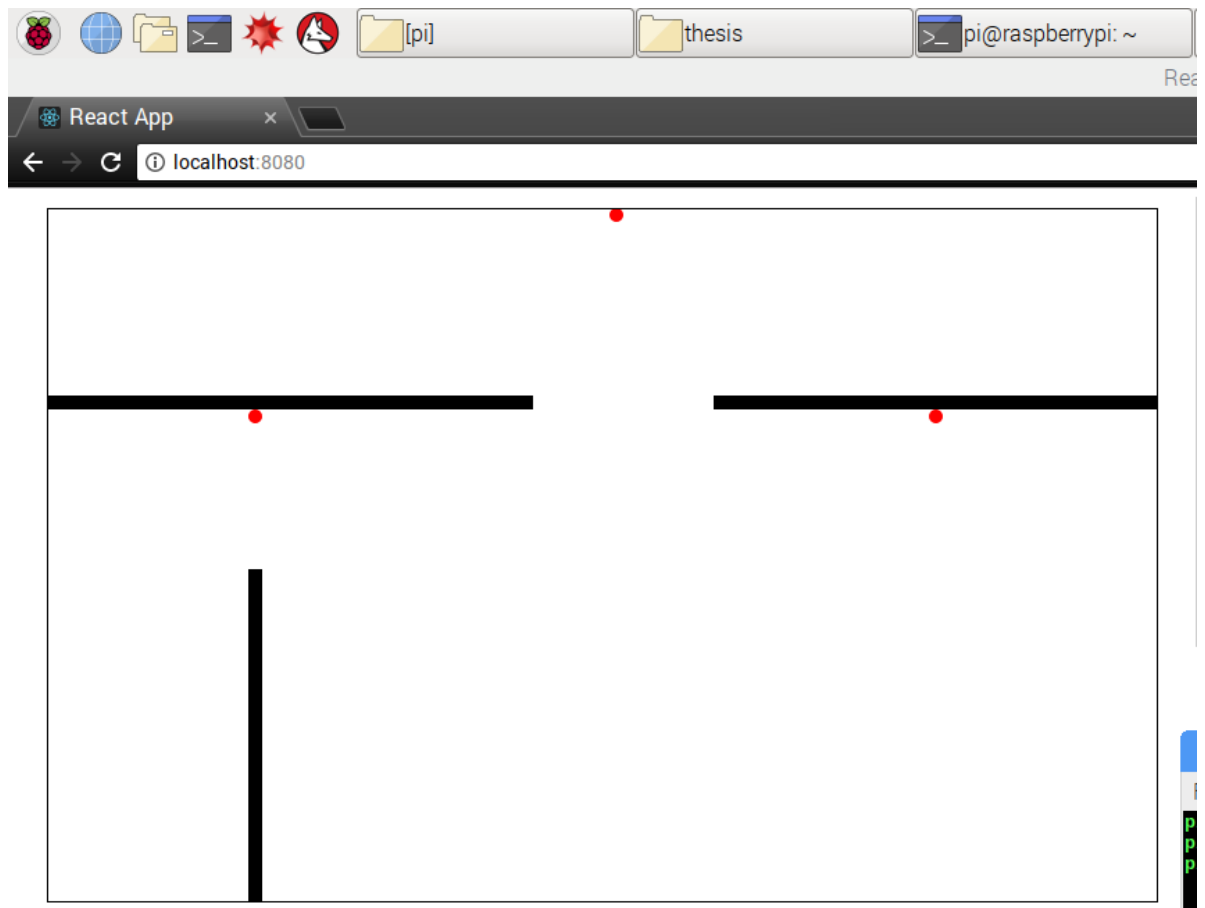 [pi]
thesis
pi@raspberrypi: ~
React App
localhost:8080
p
p
p